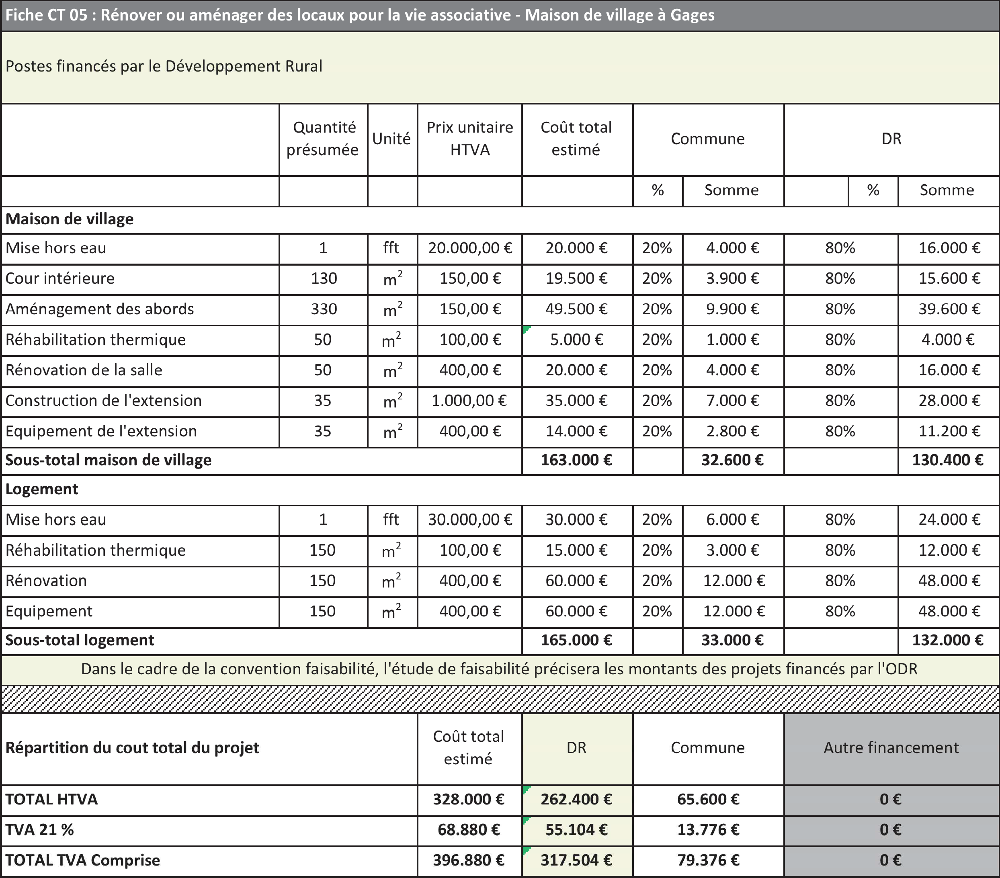 Fiche CT 05 : Rénover ou aménager des locaux pour la vie associative - Maison de village à Gages
Postes financés par le Développement Rural
Quantité présumée Unité Prix unitaire HTVA Coût total estimé Commune DR
% Somme % Somme
Maison de village
Mise hors eau 1 fft 20.000,00 € 20.000 € 20% 4.000 € 80% 16.000 €
Cour intérieure 130 m² 150,00 € 19.500 € 20% 3.900 € 80% 15.600 €
Aménagement des abords 330 m² 150,00 € 49.500 € 20% 9.900 € 80% 39.600 €
Réhabilitation thermique 50 m² 100,00 € 5.000 € 20% 1.000 € 80% 4.000 €
Rénovation de la salle 50 m² 400,00 € 20.000 € 20% 4.000 € 80% 16.000 €
Construction de l'extension 35 m² 1.000,00 € 35.000 € 20% 7.000 € 80% 28.000 €
Equipement de l'extension 35 m² 400,00 € 14.000 € 20% 2.800 € 80% 11.200 €
Sous-total maison de village 163.000 € 32.600 € 130.400 €
Logement
Mise hors eau 1 fft 30.000,00 € 30.000 € 20% 6.000 € 80% 24.000 €
Réhabilitation thermique 150 m² 100,00 € 15.000 € 20% 3.000 € 80% 12.000 €
Rénovation 150 m² 400,00 € 60.000 € 20% 12.000 € 80% 48.000 €
Equipement 150 m² 400,00 € 60.000 € 20% 12.000 € 80% 48.000 €
Sous-total logement 165.000 € 33.000 € 132.000 €
Dans le cadre de la convention faisabilité, l'étude de faisabilité précisera les montants des projets financés par l'ODR
Répartition du cout total du projet Coût total estimé DR Commune Autre financement
TOTAL HTVA 328.000 € 262.400 € 65.600 € 0 €
TVA 21 % 68.880 € 55.104 € 13.776 € 0 €
TOTAL TVA Comprise 396.880 € 317.504 € 79.376 € 0 €